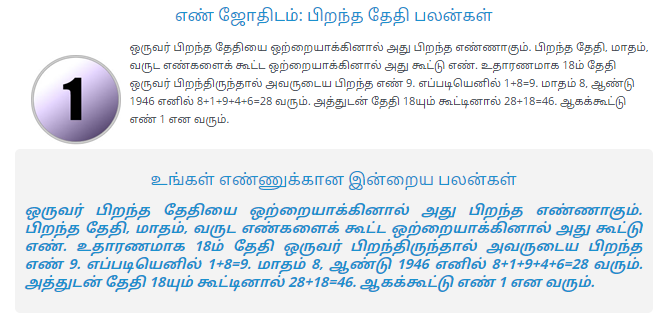 எண் ஜோதிடம்: பிறந்த தேதி பலன்கள்
1
ஒருவர் பிறந்த தேதியை ஒற்றையாக்கினால் அது பிறந்த எண்ணாகும். பிறந்த தேதி, மாதம்,
வருட எண்களைக் கூட்ட ஒற்றையாக்கினால் அது கூட்டு எண். உதாரணமாக 18ம் தேதி
ஒருவர் பிறந்திருந்தால் அவருடைய பிறந்த எண் 9. எப்படியெனில் 1+8=9. மாதம் 8, ஆண்டு
1946 எனில் 8+1+9+4+6=28 வரும். அத்துடன் தேதி 18யும் கூட்டினால் 28+18=46. ஆகக்கூட்டு
எண் 1 என வரும்.
உங்கள் எண்ணுக்கான இன்றைய பலன்கள்
ஒருவர் பிறந்த தேதியை ஒற்றையாக்கினால் அது பிறந்த எண்ணாகும்.
பிறந்த தேதி, மாதம், வருட எண்களைக் கூட்ட ஒற்றையாக்கினால் அது கூட்டு
எண். உதாரணமாக 18ம் தேதி ஒருவர் பிறந்திருந்தால் அவருடைய பிறந்த
எண் 9. எப்படியெனில் 1+8=9. மாதம் 8, ஆண்டு 1946 எனில் 8+1+9+4+6=28 வரும்.
அத்துடன் தேதி 18யும் கூட்டினால் 28+18=46. ஆகக்கூட்டு எண் 1 என வரும்.